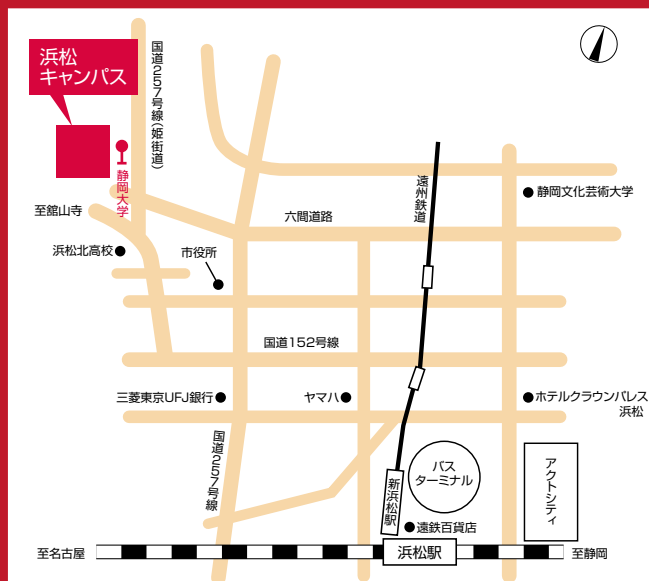 浜松
キャンパス
国道257号線(姫街道)
静岡大学
至舘山寺
浜松北高校
市役所
六間道路
遠州鉄道
静岡文化芸術大学
国道152号線
三菱東京UFJ銀行
ヤマハ
ホテルクラウンパレス
浜松
国道257号線
バス
ターミナル
アクトシティ
新浜松駅
遠鉄百貨店
至名古屋
浜松駅
至静岡